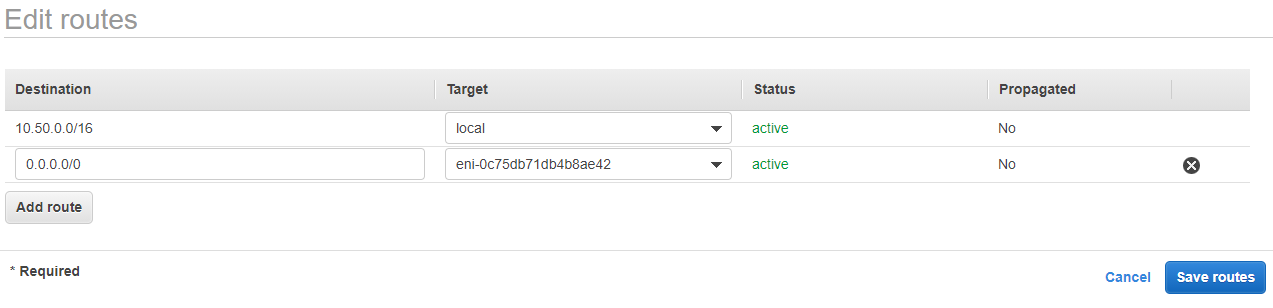 Edit routes
Destination Target Status Propagated
10.50.0.0/16 local active No
0.0.0.0/0 eni-0c75db71db4b8ae42 active No
Add route
* Required
Cancel Save routes